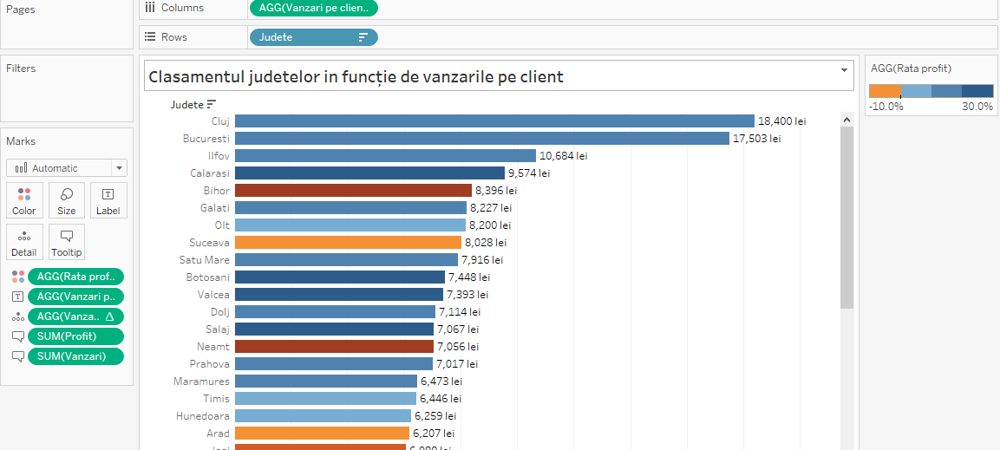 Pages
Columns
AGG(Vanzari pe clien..
Rows
Judete
Filters
Marks
Automatic
Color
Size
Label
Detail
Tooltip
AGG(Rata prof..
AGG(Vanzari p..
AGG(Vanza..
SUM(Profit)
SUM(Vanzari)
Clasamentul judetelor in funcție de vanzarile pe client
Judete
Cluj 18,400 lei
Bucuresti 17,503 lei
Ilfov 10,684 lei
Calarasi 9,574 lei
Bihor 8,396 lei
Galati 8,227 lei
Olt 8,200 lei
Suceava 8,028 lei
Satu Mare 7,916 lei
Botosani 7,448 lei
Valcea 7,393 lei
Dolj 7,114 lei
Salaj 7,067 lei
Neamt 7,056 lei
Prahova 7,017 lei
Maramures 6,473 lei
Timis 6,446 lei
Hunedoara 6,259 lei
Arad 6,207 lei
AGG(Rata profit)
-10.0% 30.0%